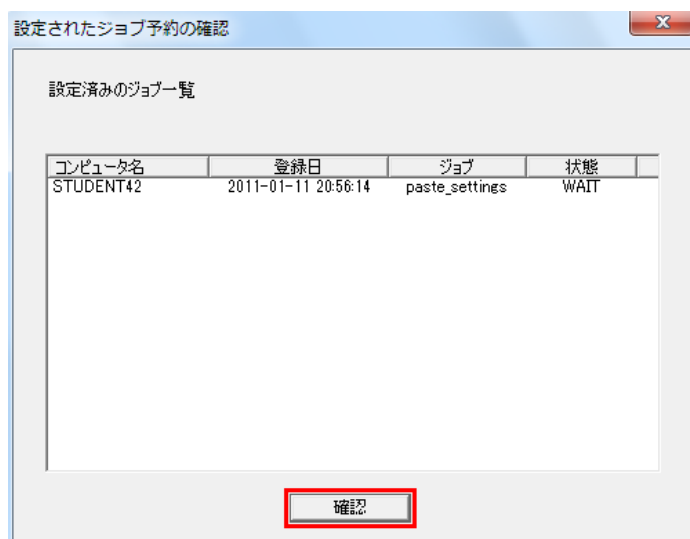 設定されたジョブ予約の確認
設定済みのジョブ一覧
コンピュータ名 登録日 ジョブ 状態
STUDENT42 2011-01-11 20:56:14 paste_settings WAIT
確認